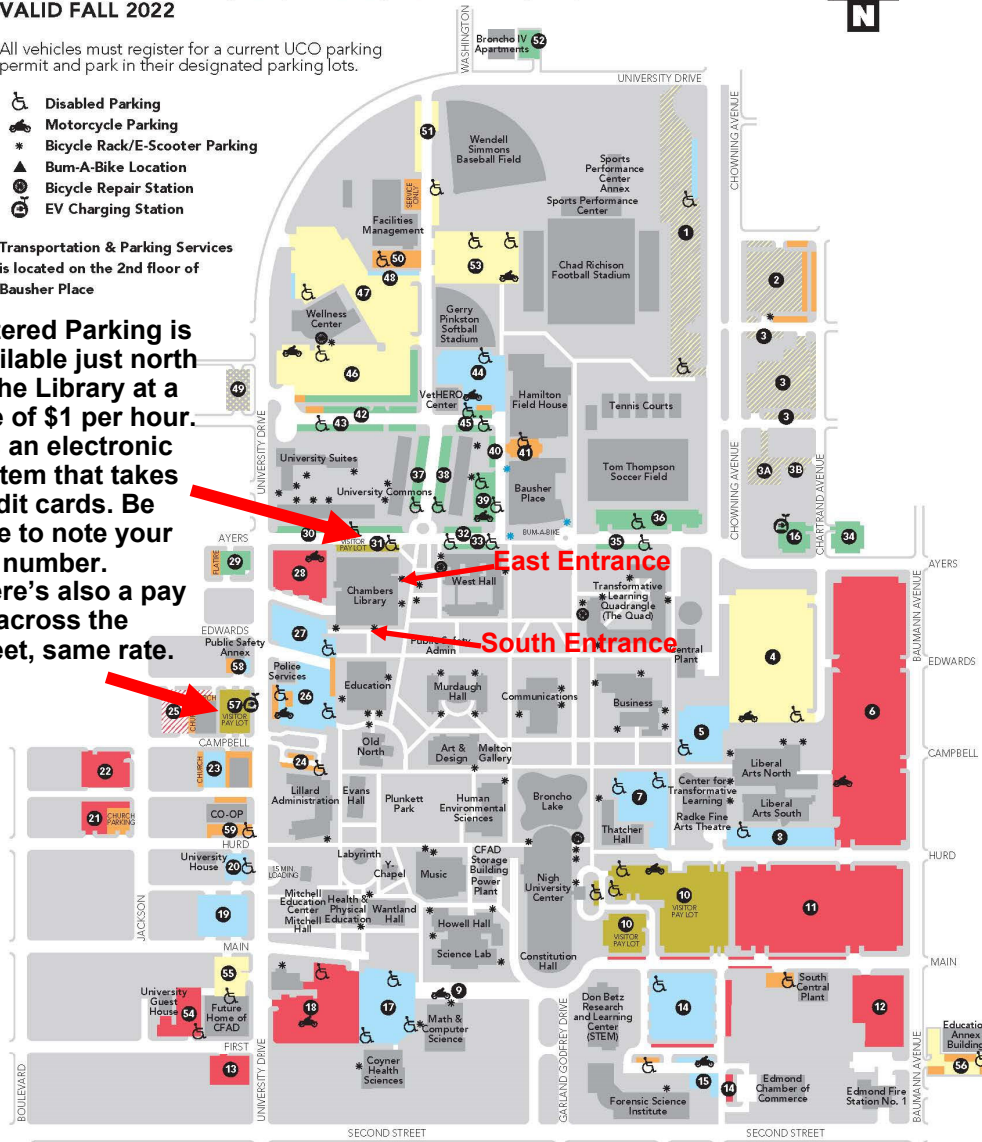 VALID FALL 2022
N
All vehicles must register for a current UCO parking
permit and park in their designated parking lots.
Disabled Parking
Motorcycle Parking
Bicycle Rack/E-Scooter Parking
Bum-A-Bike Location
Bicycle Repair Station
EV Charging Station
Transportation & Parking Services
is located on the 2nd floor of
Bausher Place
tered Parking is
ailable just north
he Library at a
e of $1 per hour.
an electronic
tem that takes
dit cards. Be
e to note your
number.
ere's also a pay
across the
eet, same rate.
East Entrance
South Entrance
WASHINGTON
Broncho IV
Apartments
52
UNIVERSITY DRIVE
CHOWNING AVENUE
51
Wendell
Simmons
Baseball Field
Sports
Performance
Center
Annex
Sports Performance
Center
SERVICE
ONLY
Facilities
Management
1
50
53
48
Chad Richison
Football Stadium
2
47
Wellness
Center
Gerry
Pinkston
Softball
Stadium
3
46
44
3
49
VetHERO
Center
Hamilton
Field House
Tennis Courts
42
43
45
3
UNIVERSITY DRIVE
University Suites
40
41
37
38
Tom Thompson
Soccer Field
CHOWNING AVENUE
3A
3B
CHARTRAND AVENUE
University Commons
39
Bausher
Place
36
30
31
VISITOR
PAY LOT
32
33
BUM-A-BIKE
35
16
34
AYERS
AYERS
FLATIRE
29
28
Chambers
Library
West Hall
Transformative
Learning
Quadrangle
(The Quad)
BAUMANN AVENUE
27
EDWARDS
Public Safety
Annex
58
Public Safety
Admin
Central
Plant
4
EDWARDS
Police
Services
26
Education
Murdaugh
Hall
Communications
Business
6
25
CHURCH
57
VISITOR
PAY LOT
5
CAMPBELL
Old
North
Art &
Design
Melton
Gallery
CAMPBELL
22
CHURCH
23
24
Liberal
Arts North
Lillard
Administration
Evans
Hall
Plunkett
Park
Human
Environmental
Sciences
Broncho
Lake
7
Center for
Transformative
Learning
Radke Fine
Arts Theatre
Liberal
Arts South
21
CHURCH
PARKING
CO-OP
59
Thatcher
Hall
8
HURD
HURD
University
House
20
15 MIN
LOADING
Labyrinth
Y-
Chapel
Music
CFAD
Storage
Building
Power
Plant
Nigh
University
Center
10
VISITOR
PAY LOT
11
JACKSON
19
Mitchell
Education
Center
Mitchell
Hall
Health &
Physical
Education
Wantland
Hall
Howell Hall
10
VISITOR
PAY LOT
MAIN
Science Lab
Constitution
Hall
MAIN
55
University
Guest
House
54
Future
Home of
CFAD
18
17
9
Math &
Computer
Science
GARLAND GODFREY DRIVE
Don Betz
Research
and Learning
Center
(STEM)
14
South
Central
Plant
12
Education
Annex
Building
FIRST
13
Coyner
Health
Sciences
15
14
Edmond
Chamber of
Commerce
Edmond Fire
Station No. 1
56
BOULEVARD
UNIVERSITY DRIVE
Forensic Science
Institute
BAUMANN AVENUE
SECOND STREET
SECOND STREET